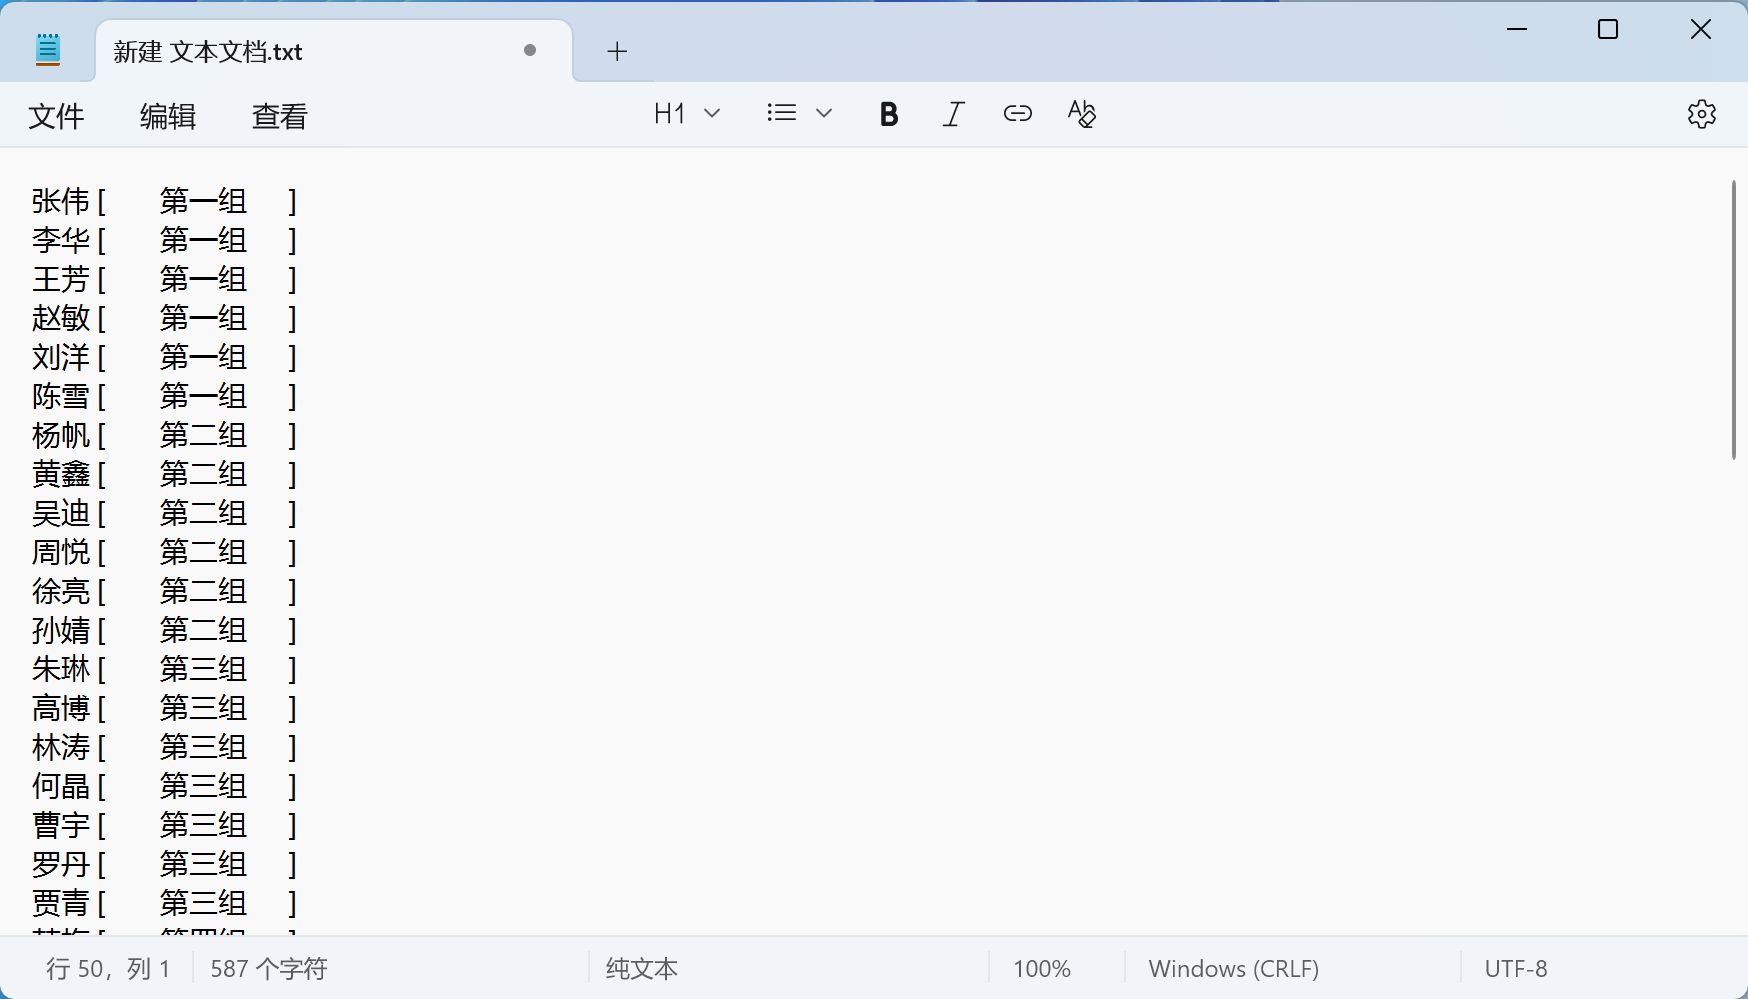 新建 文本文档.txt
文件 编辑 查看 H1 B I
张伟 [ 第一组 ]
李华 [ 第一组 ]
王芳 [ 第一组 ]
赵敏 [ 第一组 ]
刘洋 [ 第一组 ]
陈雪 [ 第一组 ]
杨帆 [ 第二组 ]
黄鑫 [ 第二组 ]
吴迪 [ 第二组 ]
周悦 [ 第二组 ]
徐亮 [ 第二组 ]
孙婧 [ 第二组 ]
朱琳 [ 第三组 ]
高博 [ 第三组 ]
林涛 [ 第三组 ]
何晶 [ 第三组 ]
曹宇 [ 第三组 ]
罗丹 [ 第三组 ]
贾青 [ 第三组 ]
行 50，列 1 587 个字符 纯文本 100% Windows (CRLF) UTF-8